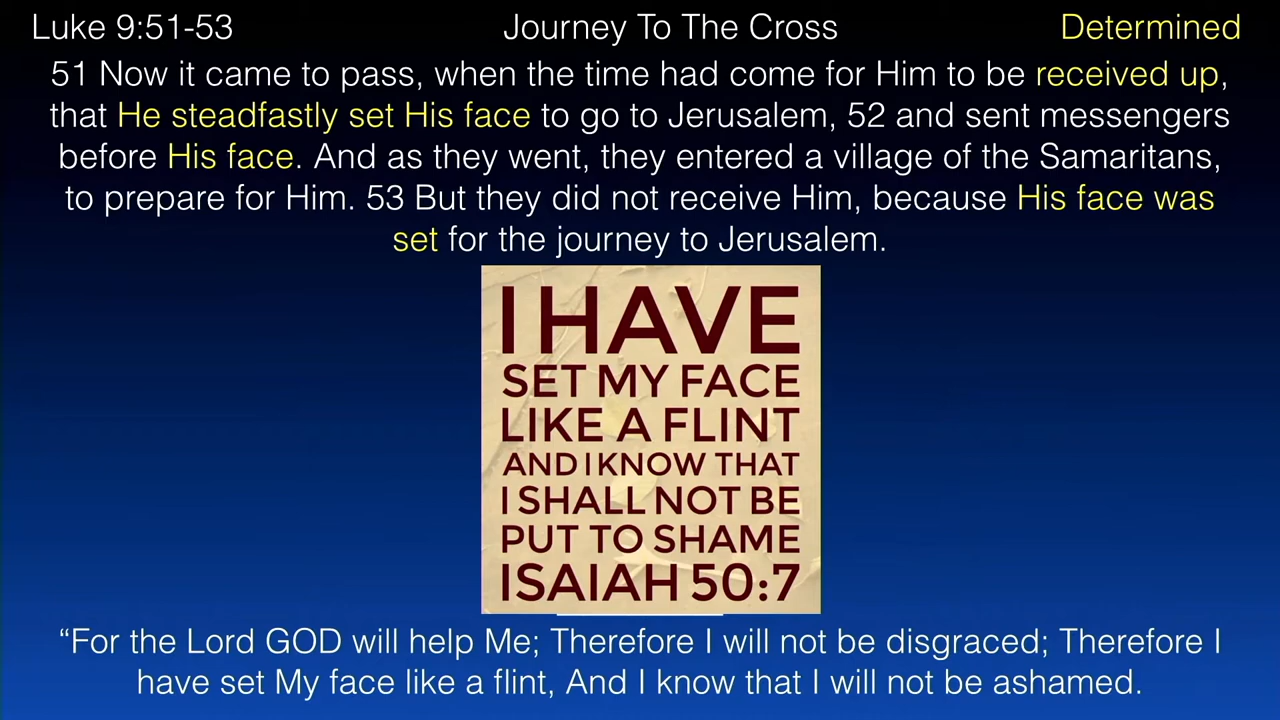 Luke 9:51-53 Journey To The Cross Determined
51 Now it came to pass, when the time had come for Him to be received up,
that He steadfastly set His face to go to Jerusalem, 52 and sent messengers
before His face. And as they went, they entered a village of the Samaritans,
to prepare for Him. 53 But they did not receive Him, because His face was
set for the journey to Jerusalem.
I HAVE
SET MY FACE
LIKE A FLINT
AND I KNOW THAT
I SHALL NOT BE
PUT TO SHAME
ISAIAH 50:7
“For the Lord GOD will help Me; Therefore I will not be disgraced; Therefore I
have set My face like a flint, And I know that I will not be ashamed.